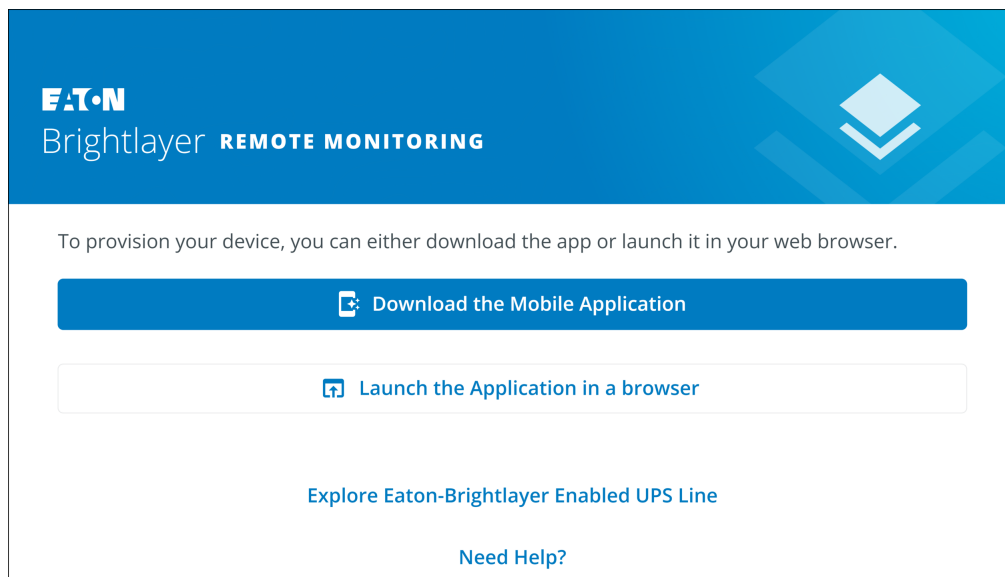 EATON
Brightlayer REMOTE MONITORING
To provision your device, you can either download the app or launch it in your web browser.
Download the Mobile Application
Launch the Application in a browser
Explore Eaton-Brightlayer Enabled UPS Line
Need Help?